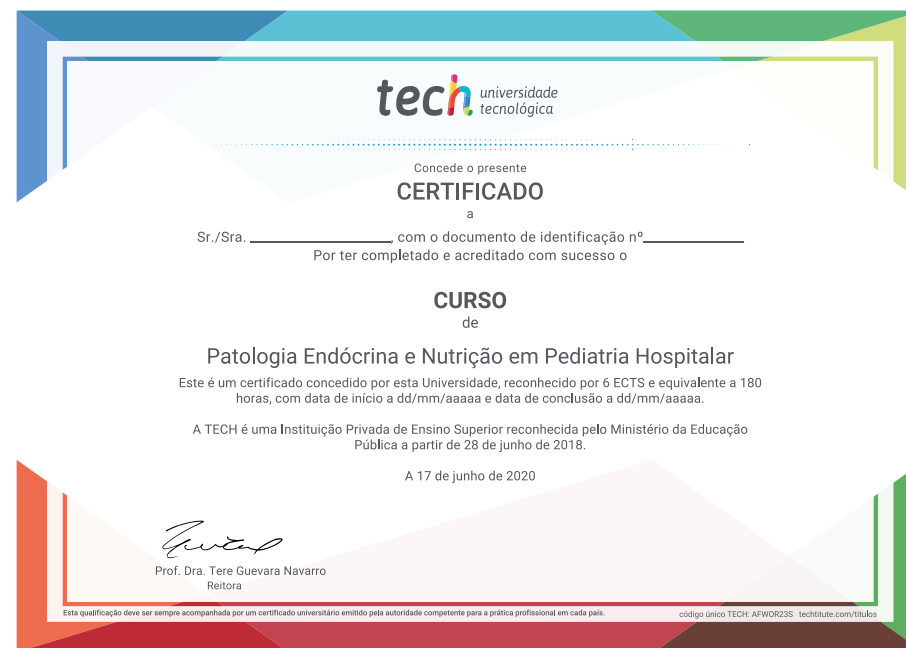 tech universidade
tecnológica
Concede o presente
CERTIFICADO
a
Sr./Sra. ________________, com o documento de identificação nº____________
Por ter completado e acreditado com sucesso o
CURSO
de
Patologia Endócrina e Nutrição em Pediatria Hospitalar
Este é um certificado concedido por esta Universidade, reconhecido por 6 ECTS e equivalente a 180
horas, com data de início a dd/mm/aaaaa e data de conclusão a dd/mm/aaaaa.
A TECH é uma Instituição Privada de Ensino Superior reconhecida pelo Ministério da Educação
Pública a partir de 28 de junho de 2018.
A 17 de junho de 2020
Prof. Dra. Tere Guevara Navarro
Reitora
Esta qualificação deve ser sempre acompanhada por um certificado universitário emitido pela autoridade competente para a prática profissional em cada país.
código único TECH: AFWOR23S techtitute.com/titulos